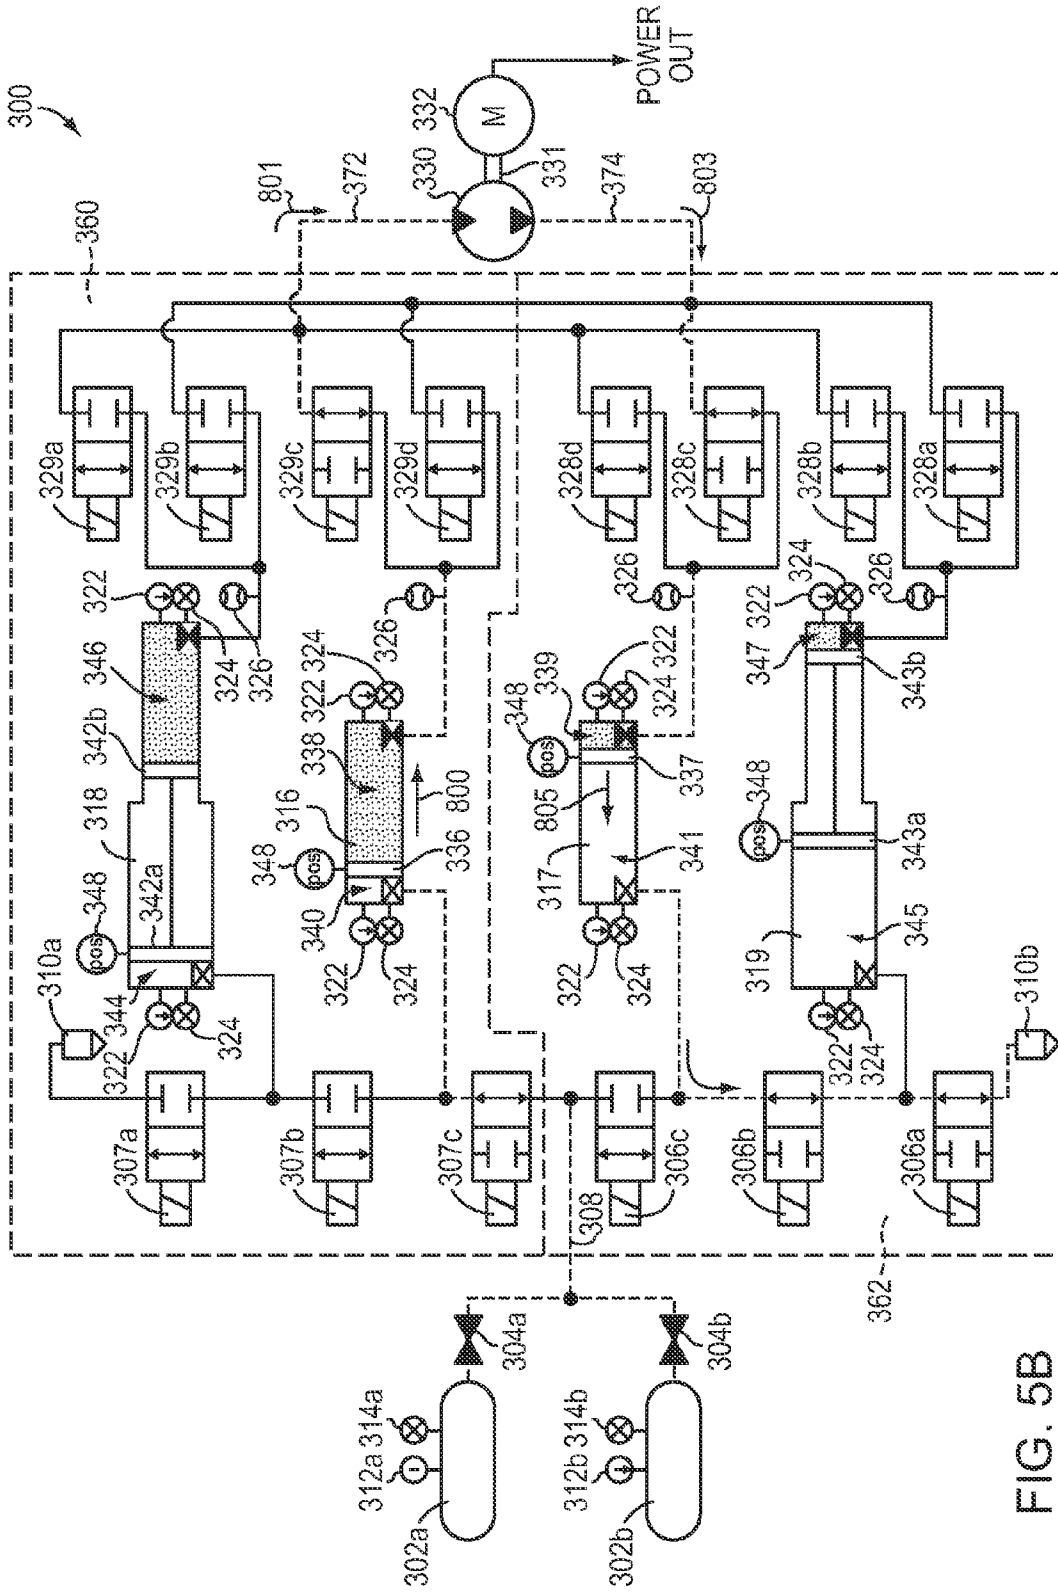 300
360
801
372
330
332
M
331
374
803
POWER
OUT
329a
329b
329c
329d
328d
328c
328b
328a
322
324
326
346
342b
318
348
pos
342a
310a
344
322
324
326
324
322
338
316
800
348
pos
336
340
322
324
326
322
324
339
348
pos
337
805
317
341
322
324
324
322
326
347
343b
348
pos
343a
319
345
322
324
310b
307a
307b
307c
306c
306b
306a
308
362
304a
304b
314a
312a
302a
314b
312b
302b
FIG. 5B